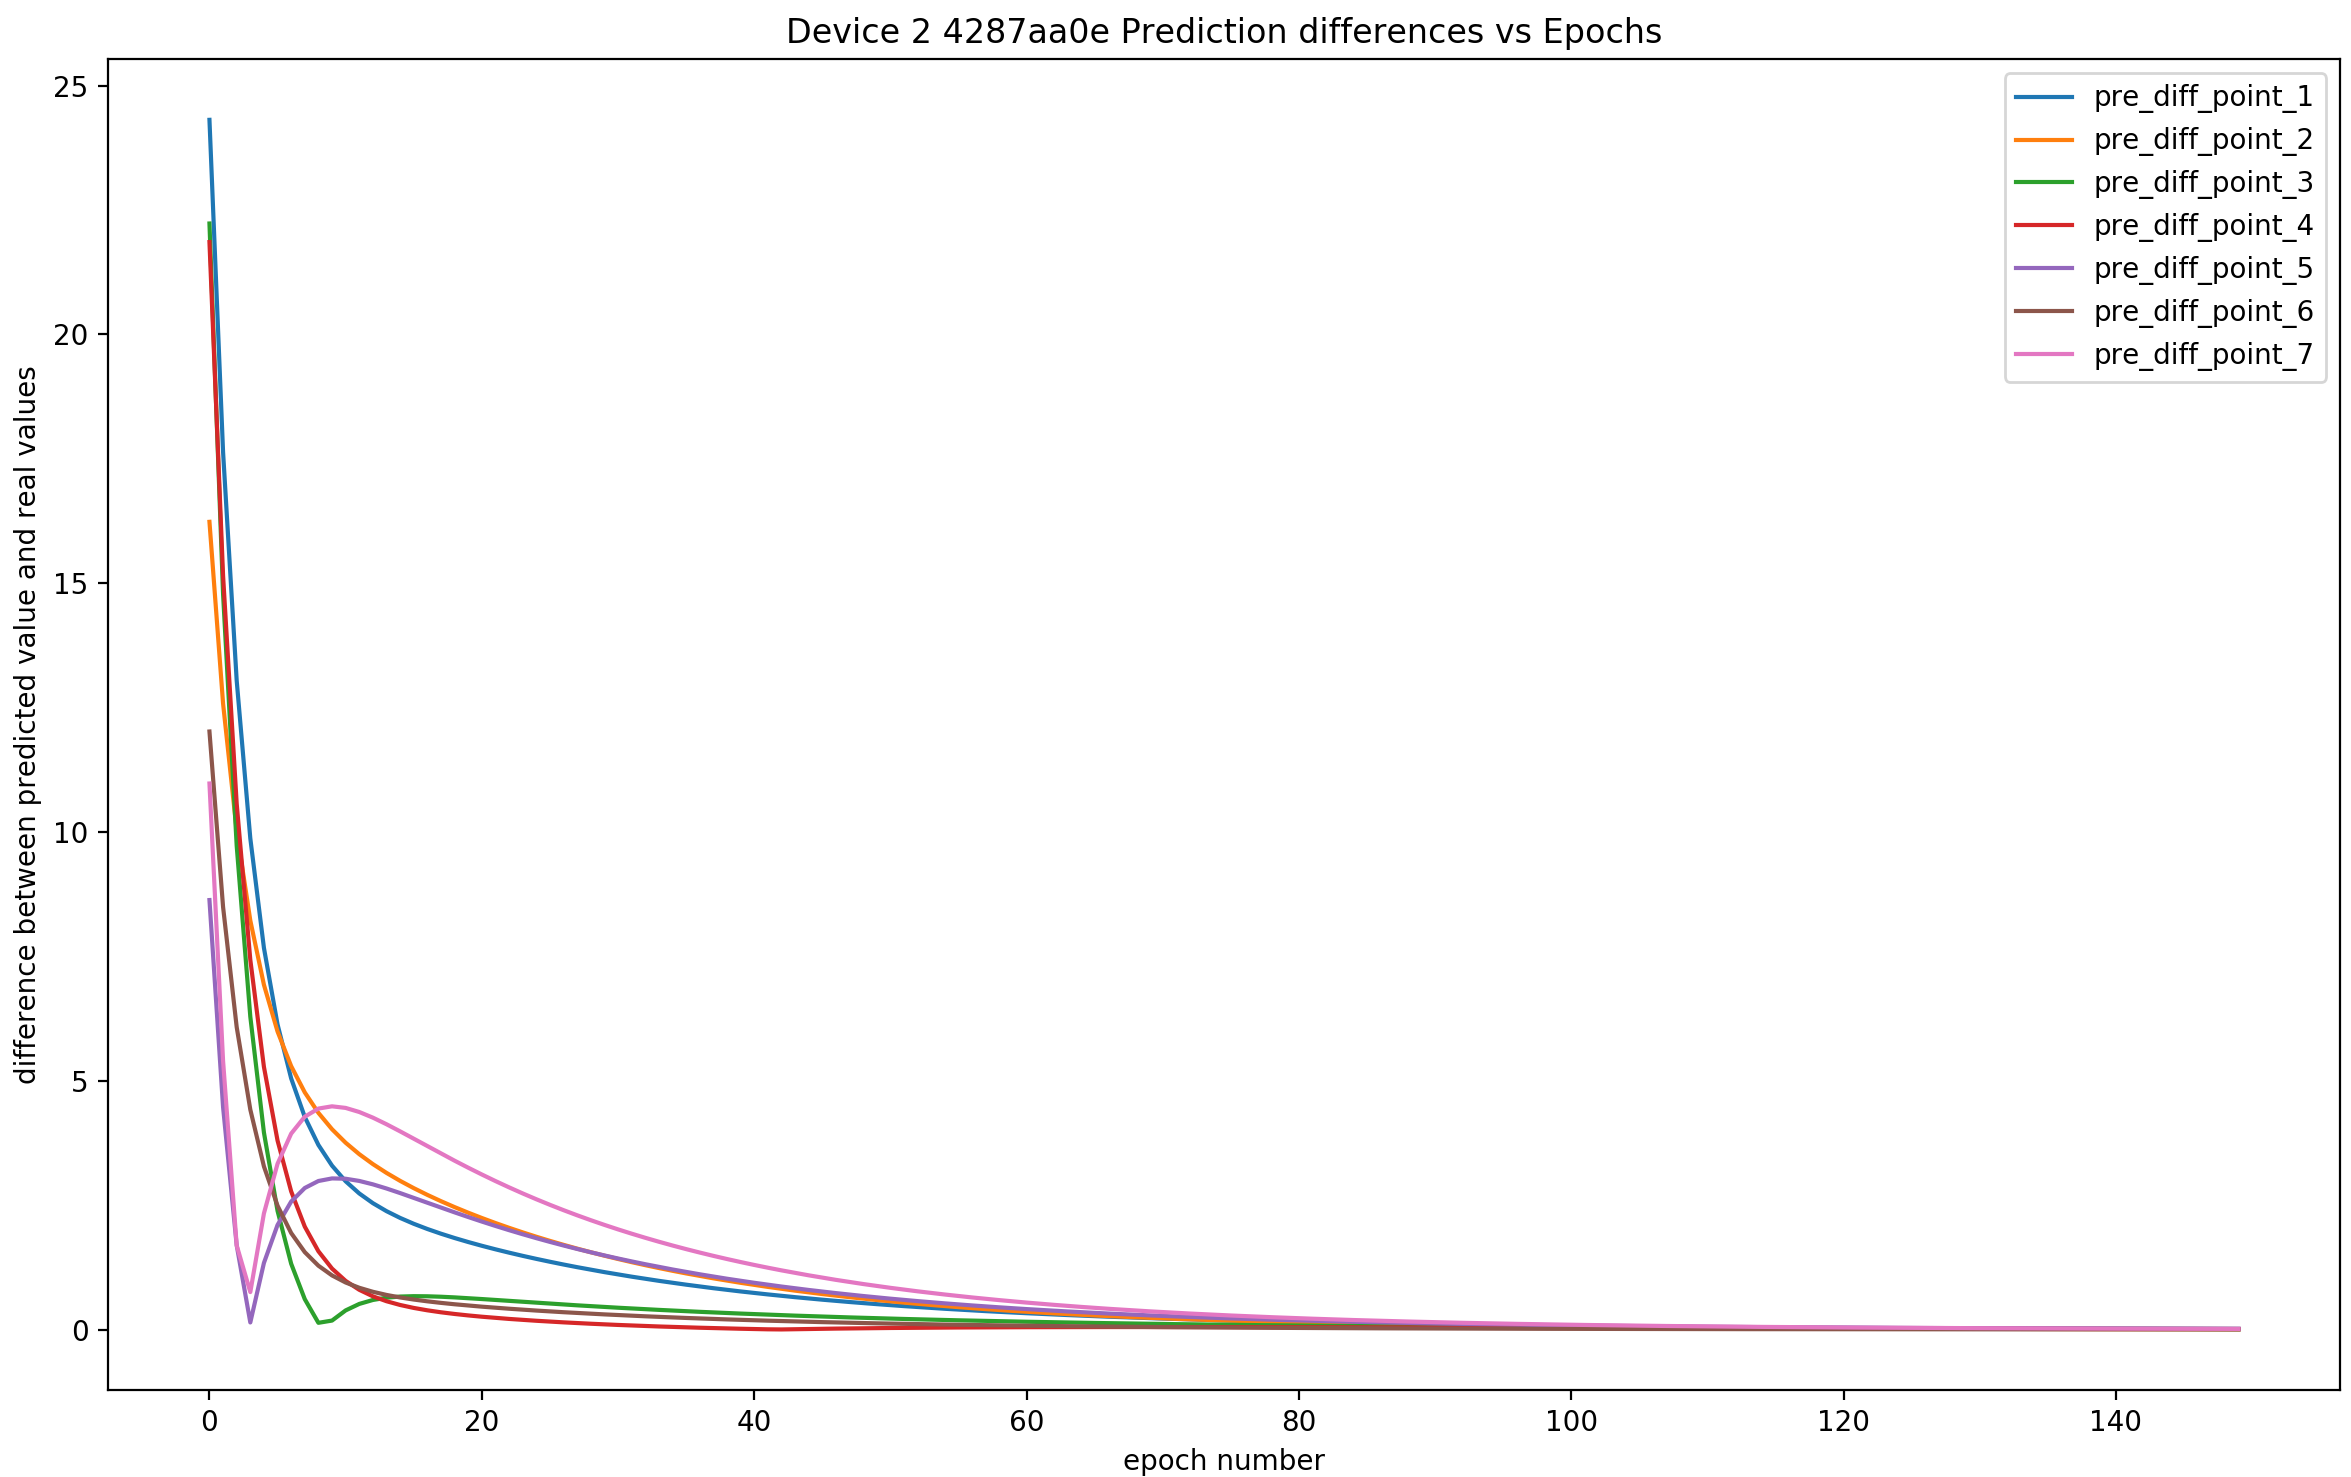 Device 2 4287aa0e Prediction differences vs Epochs
difference between predicted value and real values
25
20
15
10
5
0
pre_diff_point_1
pre_diff_point_2
pre_diff_point_3
pre_diff_point_4
pre_diff_point_5
pre_diff_point_6
pre_diff_point_7
0 20 40 60 80 100 120 140
epoch number